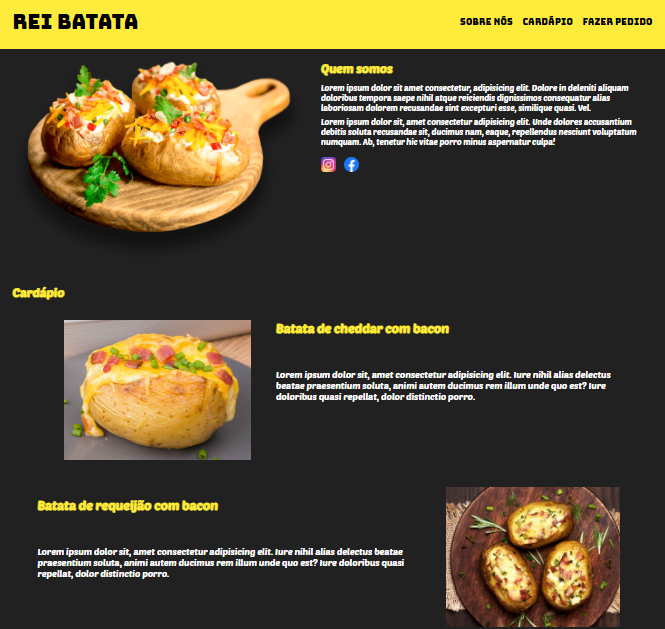 REI BATATA
SOBRE NÓS CARDÁPIO FAZER PEDIDO
Quem somos
Lorem ipsum dolor sit amet consectetur, adipisicing elit. Dolore in deleniti aliquam
doloribus tempora saepe nihil atque reiciendis dignissimos consequatur alias
laboriosam dolorem recusandae sint excepturi esse, similique quasi. Vel.
Lorem ipsum dolor sit, amet consectetur adipisicing elit. Unde dolores accusantium
debitis soluta recusandae sit, ducimus nam, eaque, repellendus nesciunt voluptatum
numquam. Ab, tenetur hic vitae porro minus aspernatur culpa!
Cardápio
Batata de cheddar com bacon
Lorem ipsum dolor sit, amet consectetur adipisicing elit. Iure nihil alias delectus
beatae praesentium soluta, animi autem ducimus rem illum unde quo est? Iure
doloribus quasi repellat, dolor distinctio porro.
Batata de requeijão com bacon
Lorem ipsum dolor sit, amet consectetur adipisicing elit. Iure nihil alias delectus beatae
praesentium soluta, animi autem ducimus rem illum unde quo est? Iure doloribus quasi
repellat, dolor distinctio porro.